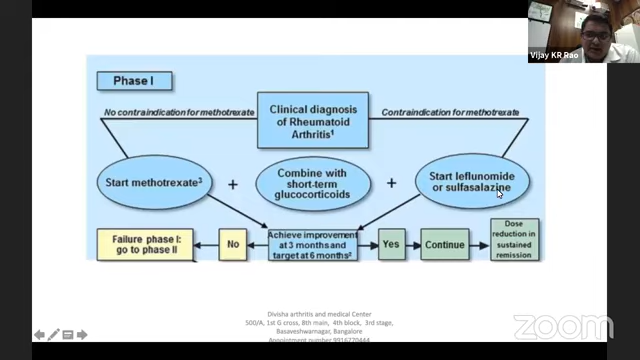 Vijay KR Rao
Phase I
No contraindication for methotrexate
Clinical diagnosis
of Rheumatoid
Arthritis1
Contraindication for methotrexate
Start methotrexate3
+
Combine with
short-term
glucocorticoids
+
Start leflunomide
or sulfasalazine
Failure phase I:
go to phase II
No
Achieve improvement
at 3 months and
target at 6 months2
Yes
Continue
Dose
reduction in
sustained
remission
Divisha arthritis and medical Center
500/A, 1st G cross, 8th main, 4th block, 3rd stage,
Basaveshwarnagar, Bangalore
Appointment number 9916770444
zoom